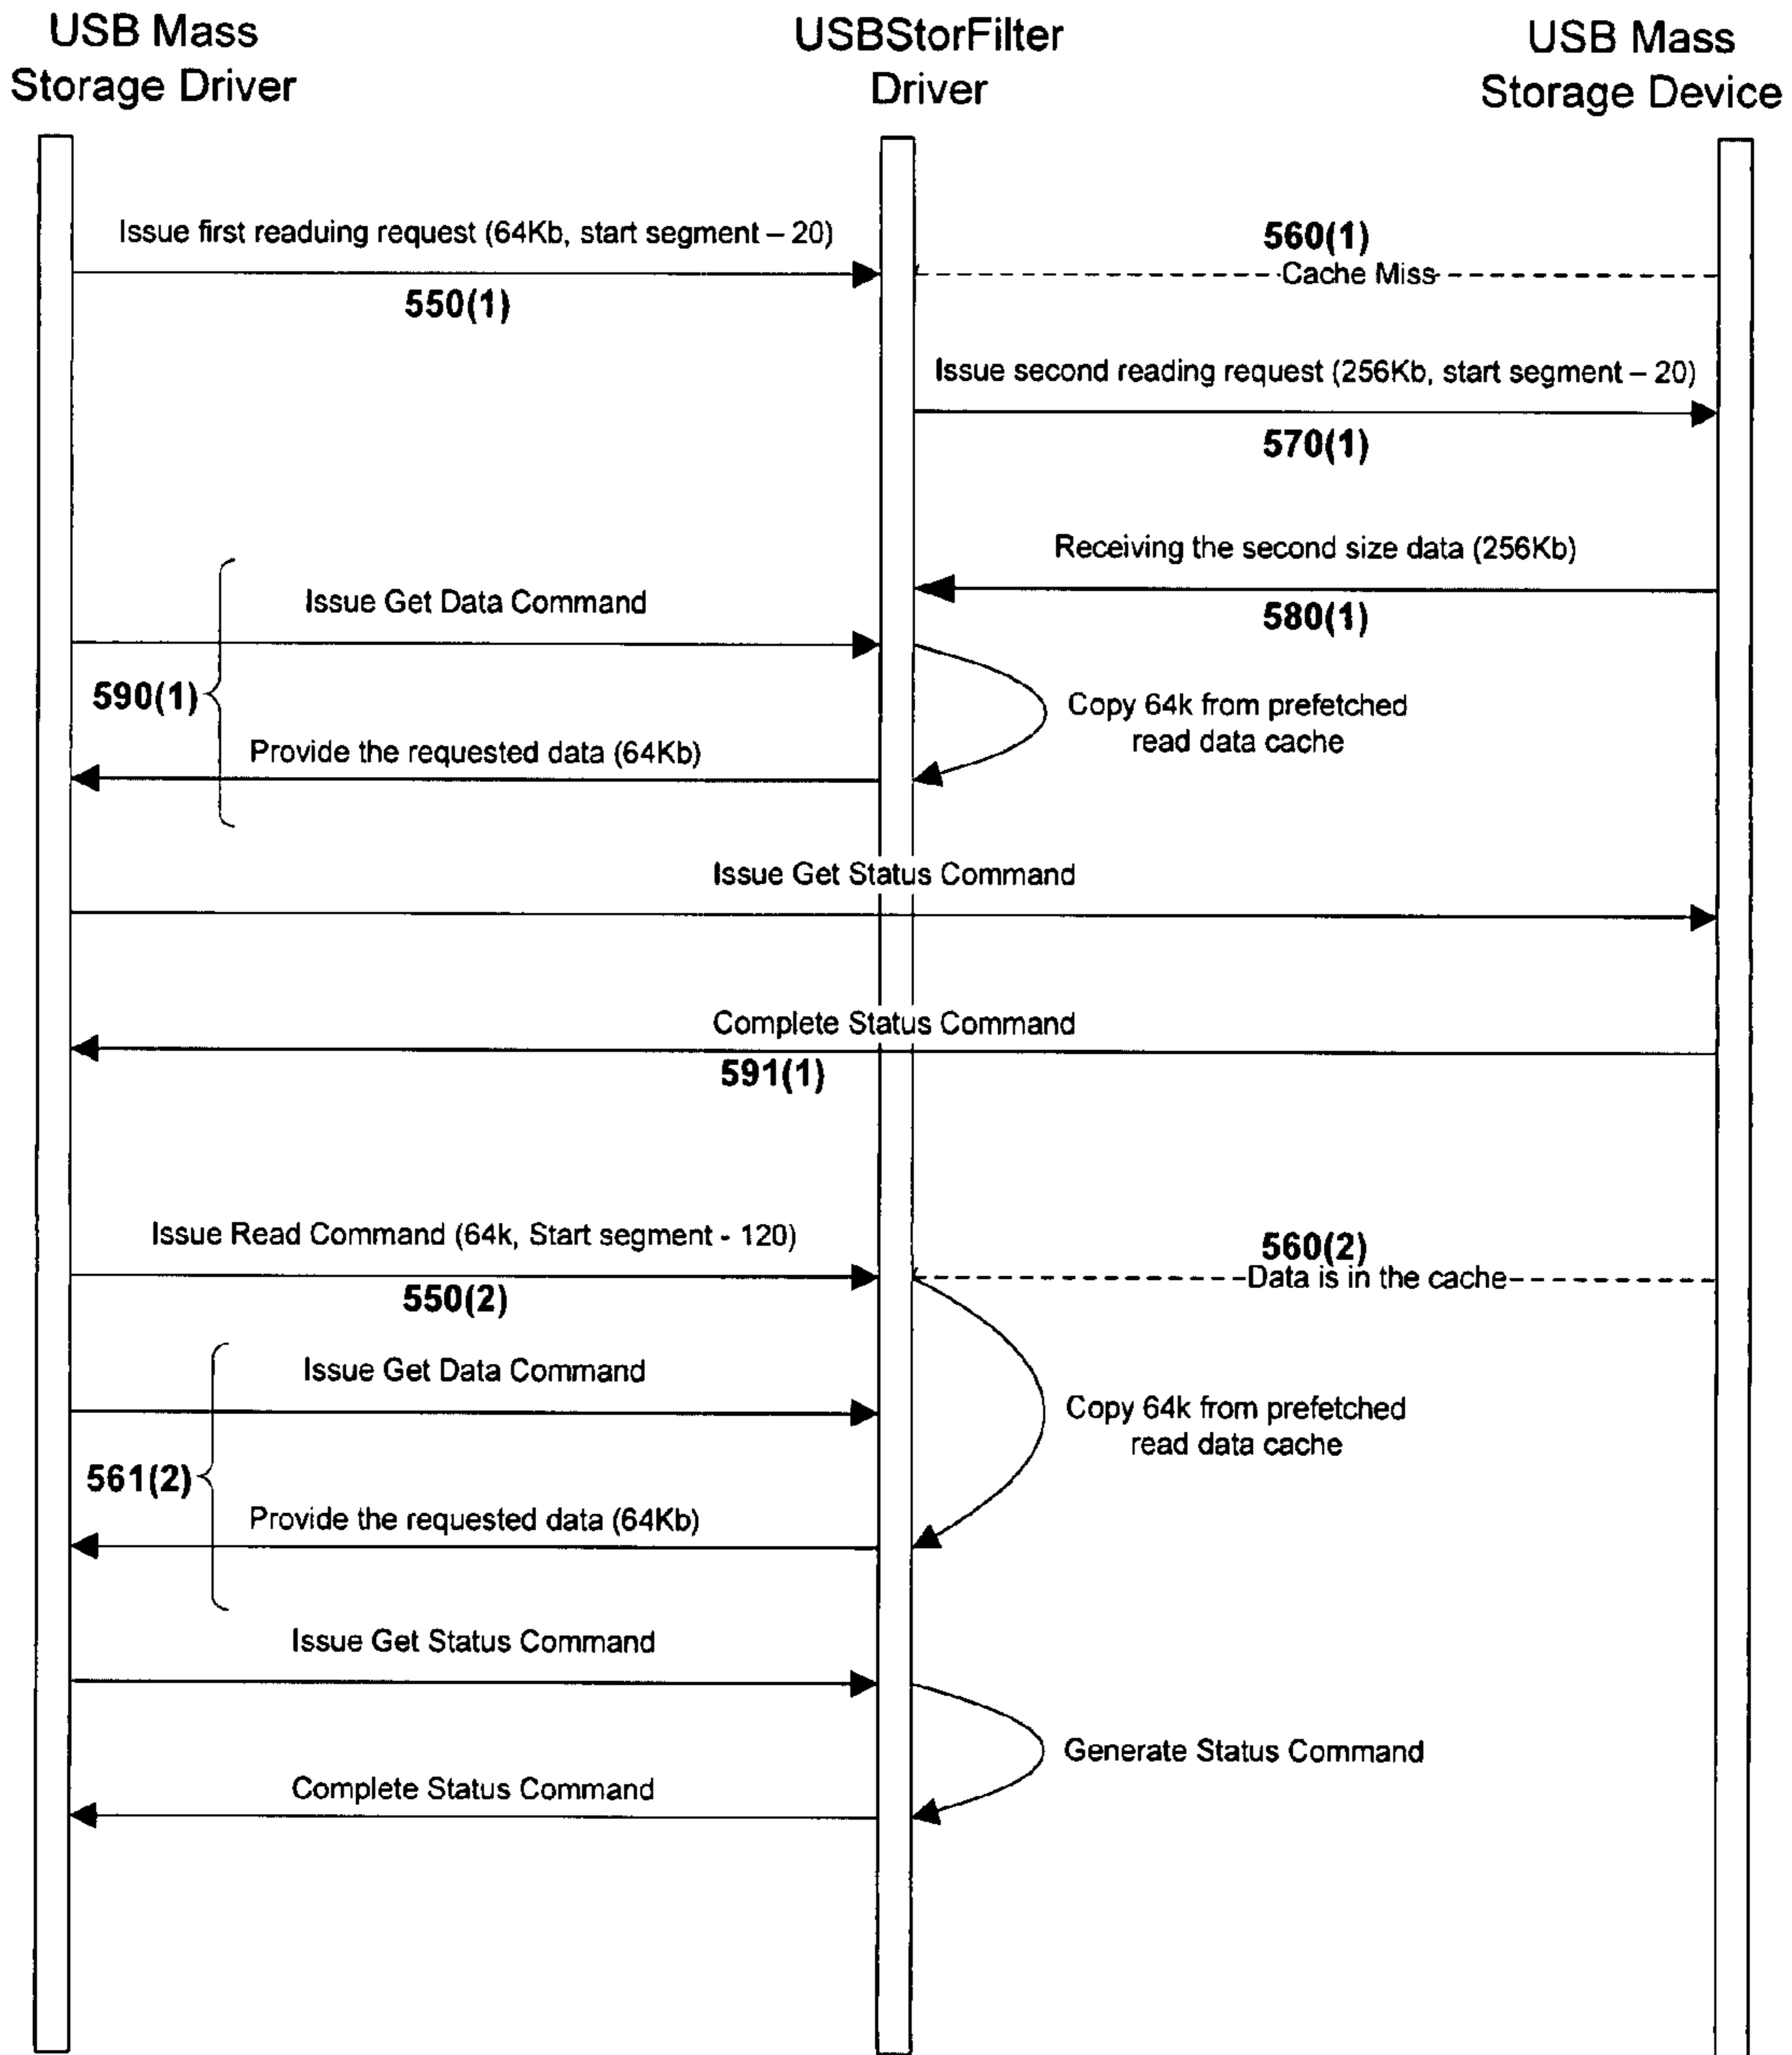 USB Mass
Storage Driver
USBStorFilter
Driver
USB Mass
Storage Device
Issue first readuing request (64Kb, start segment – 20)
550(1)
560(1)
Cache Miss
Issue second reading request (256Kb, start segment – 20)
570(1)
Receiving the second size data (256Kb)
580(1)
Issue Get Data Command
590(1)
Copy 64k from prefetched
read data cache
Provide the requested data (64Kb)
Issue Get Status Command
Complete Status Command
591(1)
Issue Read Command (64k, Start segment - 120)
550(2)
560(2)
Data is in the cache
Issue Get Data Command
Copy 64k from prefetched
read data cache
561(2)
Provide the requested data (64Kb)
Issue Get Status Command
Generate Status Command
Complete Status Command